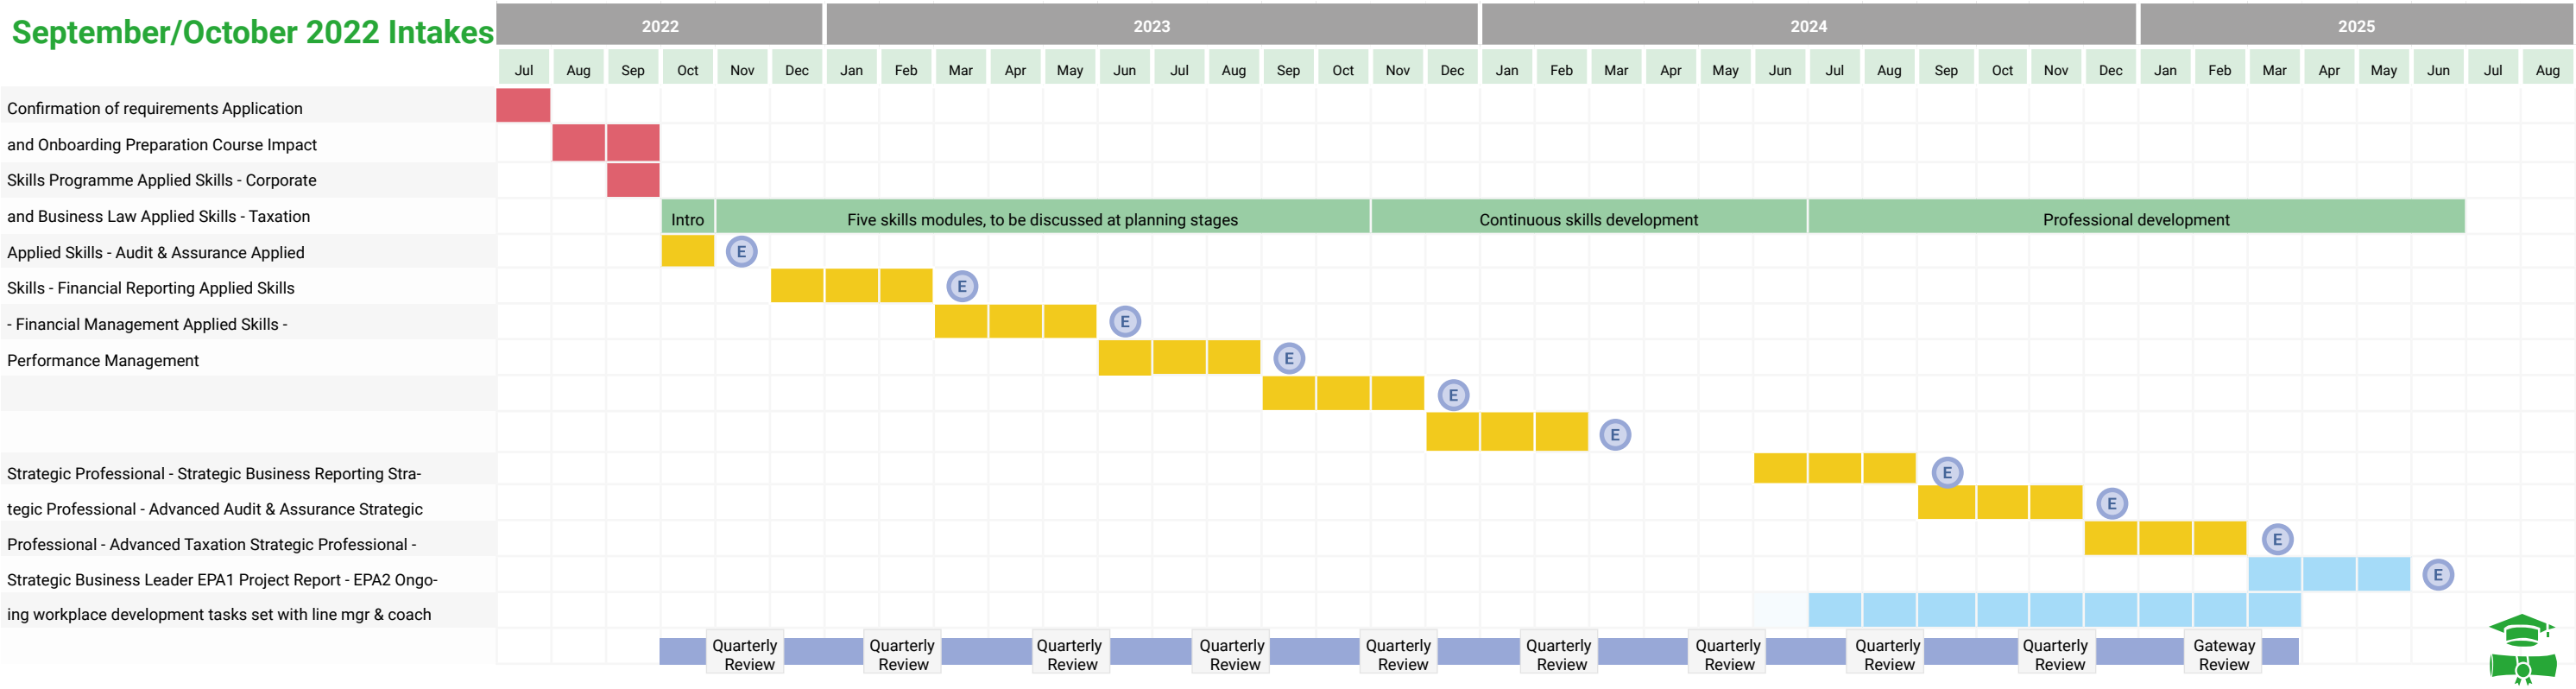 September/October 2022 Intakes
2022 2023 2024 2025
Jul Aug Sep Oct Nov Dec Jan Feb Mar Apr May Jun Jul Aug Sep Oct Nov Dec Jan Feb Mar Apr May Jun Jul Aug Sep Oct Nov Dec Jan Feb Mar Apr May Jun Jul Aug
Confirmation of requirements Application
and Onboarding Preparation Course Impact
Skills Programme Applied Skills - Corporate
and Business Law Applied Skills - Taxation
Intro Five skills modules, to be discussed at planning stages Continuous skills development Professional development
Applied Skills - Audit & Assurance Applied
E
Skills - Financial Reporting Applied Skills
E
- Financial Management Applied Skills -
E
Performance Management
E
E
E
Strategic Professional - Strategic Business Reporting Stra-
E
tegic Professional - Advanced Audit & Assurance Strategic
E
Professional - Advanced Taxation Strategic Professional -
E
Strategic Business Leader EPA1 Project Report - EPA2 Ongo-
E
ing workplace development tasks set with line mgr & coach
Quarterly
Review
Quarterly
Review
Quarterly
Review
Quarterly
Review
Quarterly
Review
Quarterly
Review
Quarterly
Review
Quarterly
Review
Quarterly
Review
Gateway
Review